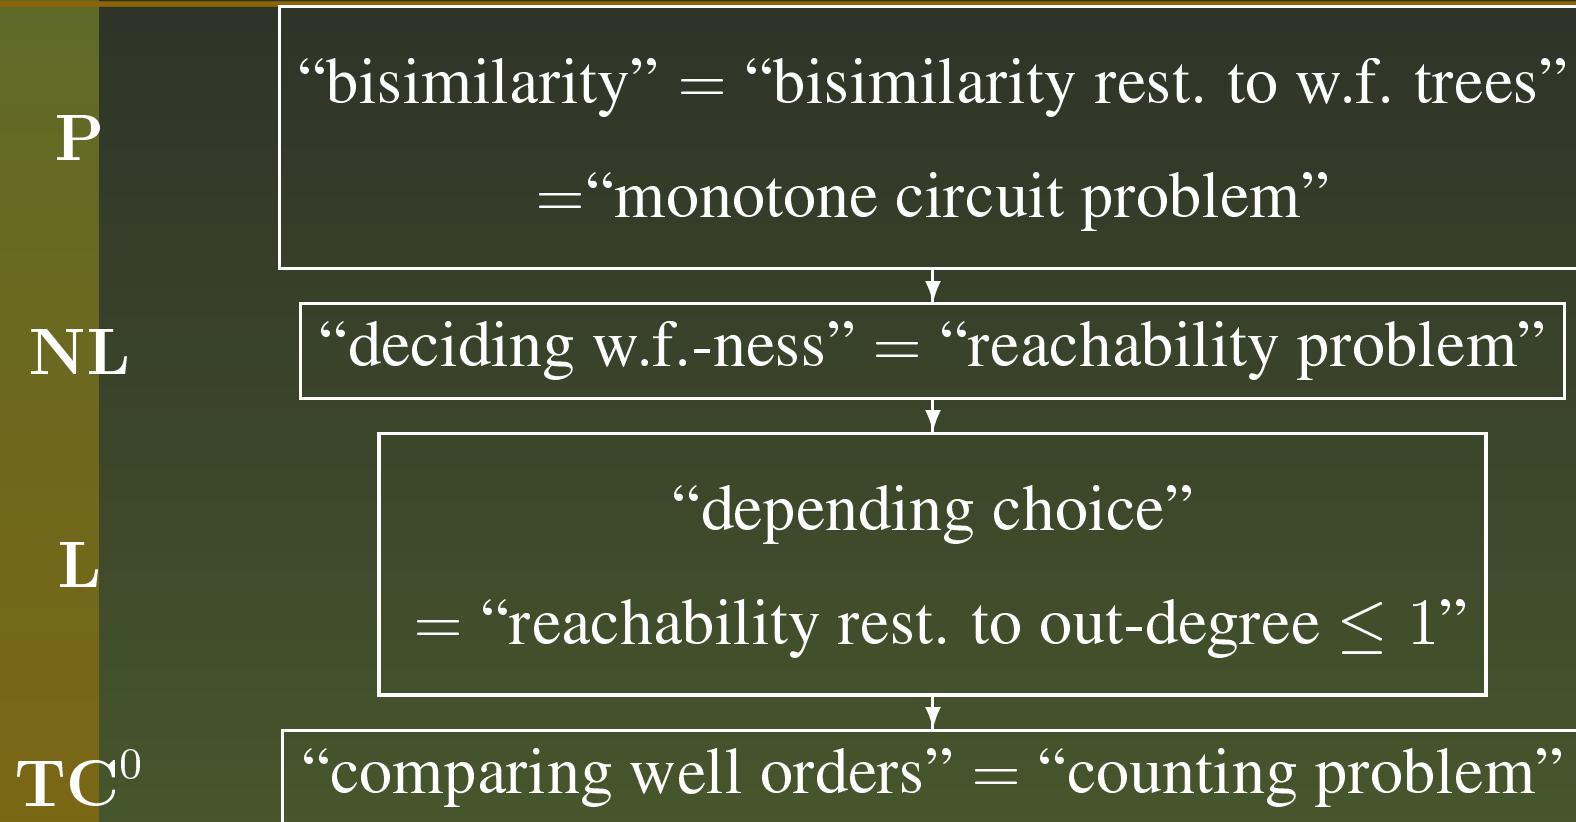 P
“bisimilarity” = “bisimilarity rest. to w.f. trees”
=“monotone circuit problem”
NL
“deciding w.f.-ness” = “reachability problem”
L
“depending choice”
= “reachability rest. to out-degree ≤ 1”
TC⁰
“comparing well orders” = “counting problem”